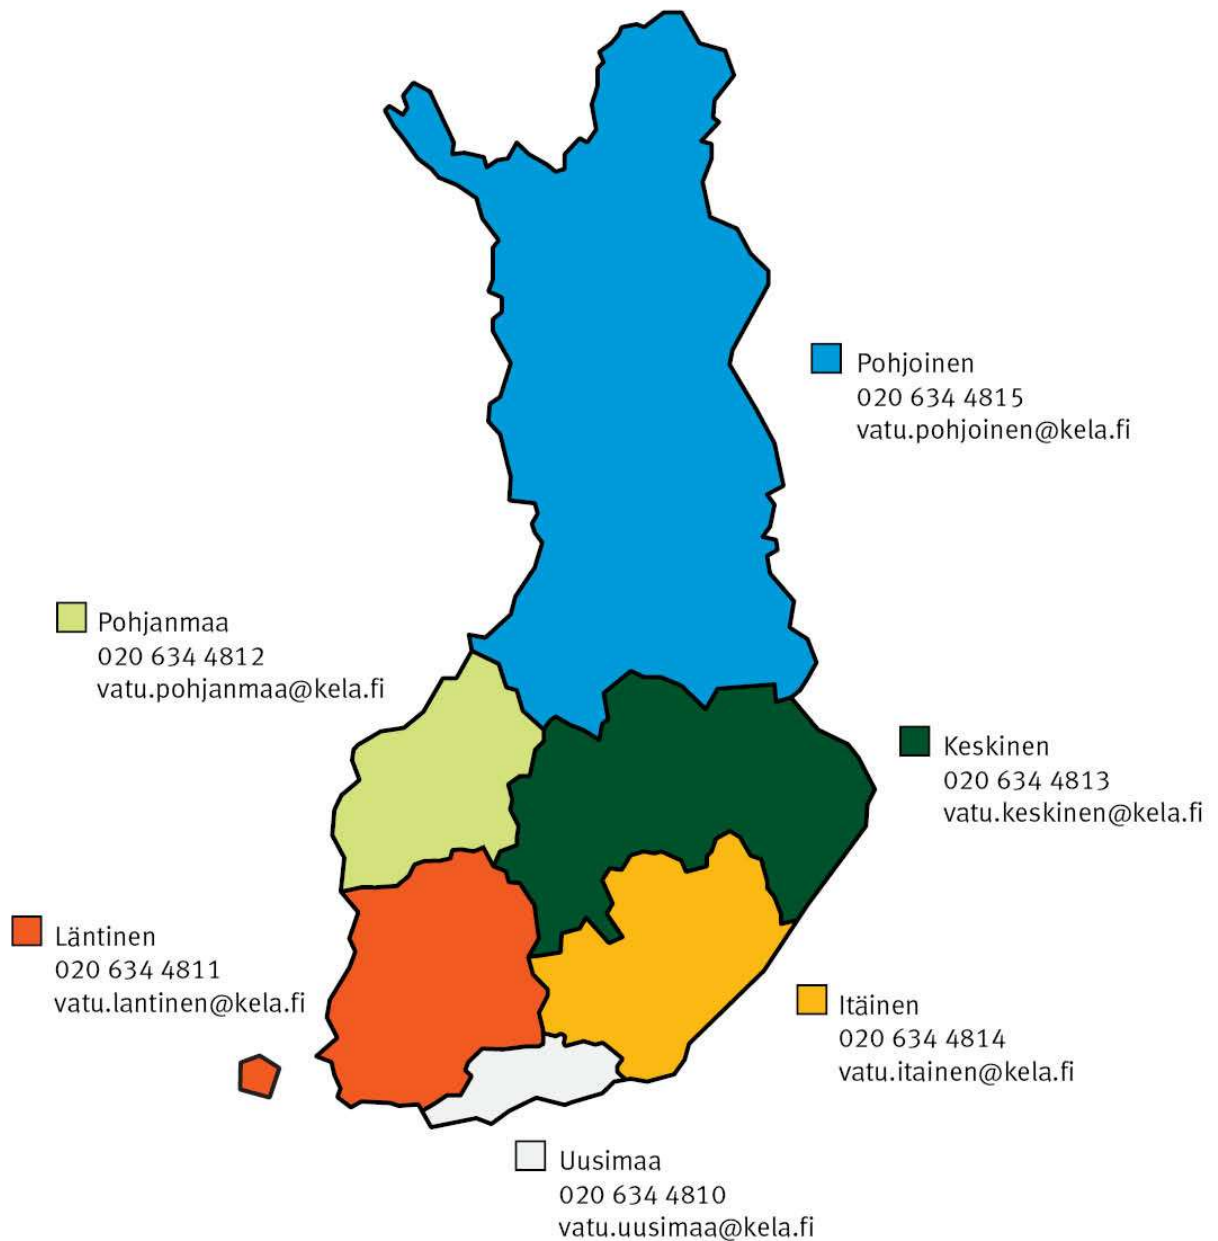 Pohjoinen
020 634 4815
vatu.pohjoinen@kela.fi
Pohjanmaa
020 634 4812
vatu.pohjanmaa@kela.fi
Keskinen
020 634 4813
vatu.keskinen@kela.fi
Läntinen
020 634 4811
vatu.lantinen@kela.fi
Itäinen
020 634 4814
vatu.itainen@kela.fi
Uusimaa
020 634 4810
vatu.uusimaa@kela.fi